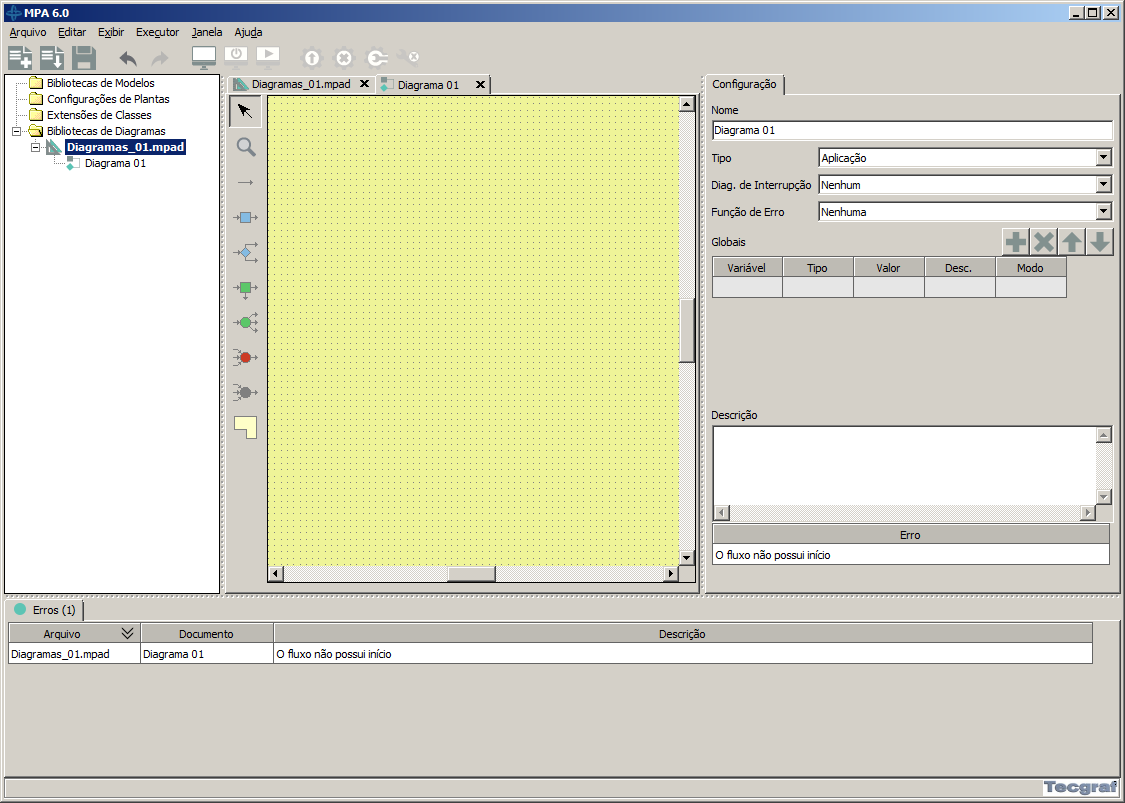 MPA 6.0
Arquivo Editar Exibir Executor Janela Ajuda
Bibliotecas de Modelos
Configurações de Plantas
Extensões de Classes
Bibliotecas de Diagramas
Diagramas_01.mpad
Diagrama 01
Diagramas_01.mpad
Diagrama 01
Configuração
Nome
Diagrama 01
Tipo Aplicação
Diag. de Interrupção Nenhum
Função de Erro Nenhuma
Globais
Variável Tipo Valor Desc. Modo
Descrição
Erro
O fluxo não possui início
Erros (1)
Arquivo Documento Descrição
Diagramas_01.mpad Diagrama 01 O fluxo não possui início
Tecgraf